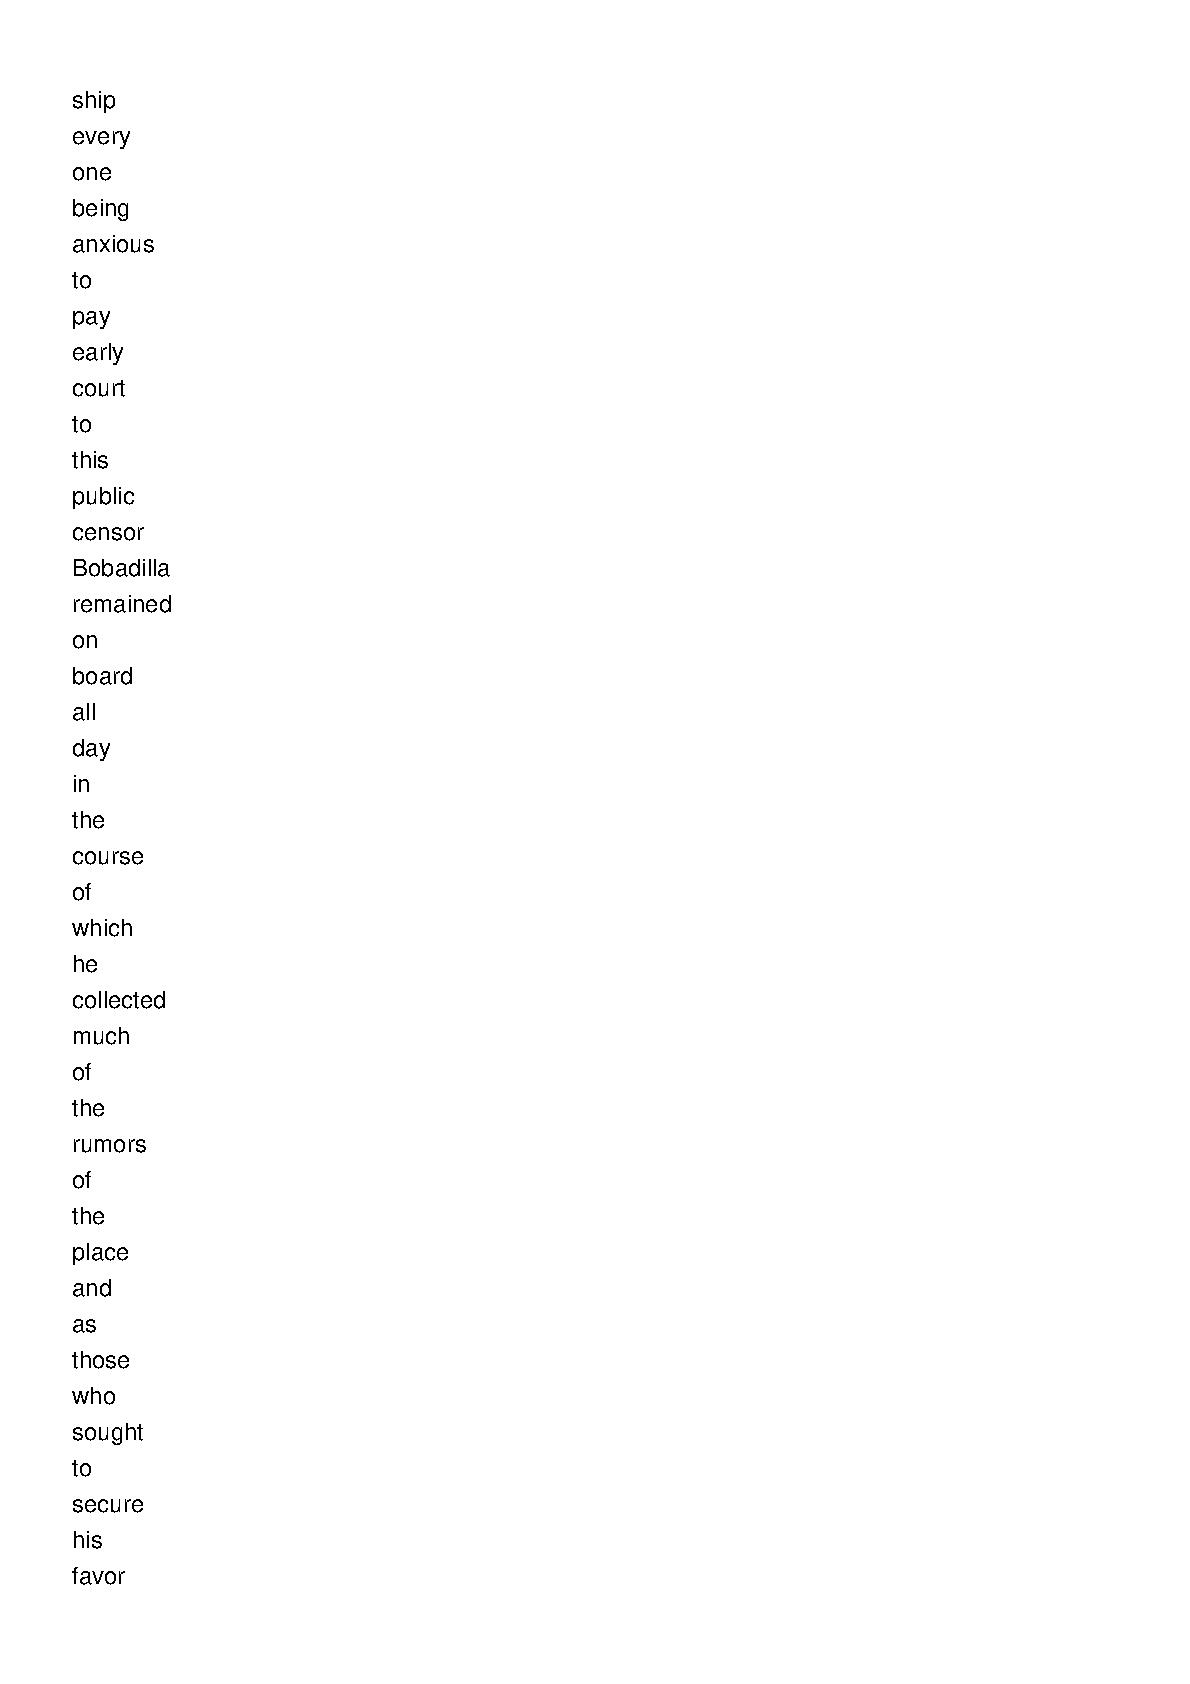 ship
every
one
being
anxious
to
pay
early
court
to
this
public
censor
Bobadilla
remained
on
board
all
day
in
the
course
of
which
he
collected
much
of
the
rumors
of
the
place
and
as
those
who
sought
to
secure
his
favor